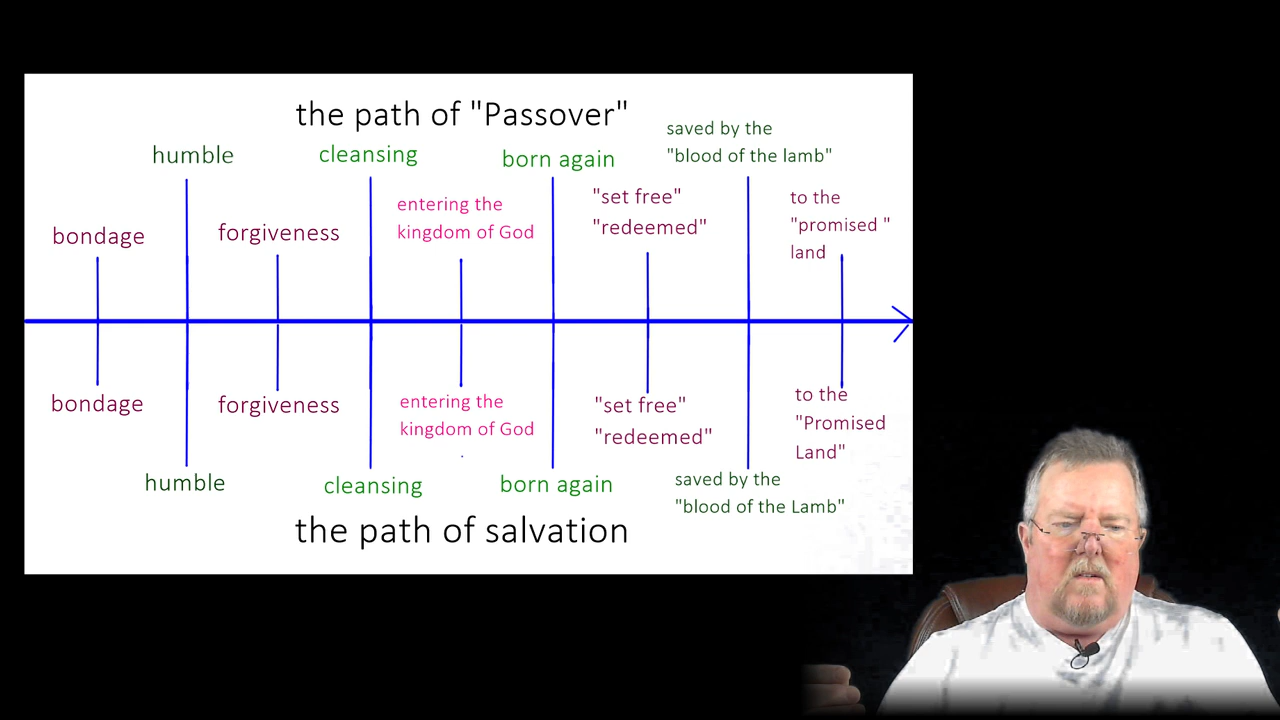 the path of "Passover"
saved by the
"blood of the lamb"
humble
cleansing
born again
"set free"
"redeemed"
to the
"promised "
land
entering the
kingdom of God
bondage
forgiveness
bondage
forgiveness
entering the
kingdom of God
"set free"
"redeemed"
to the
"Promised
Land"
humble
cleansing
born again
saved by the
"blood of the Lamb"
the path of salvation